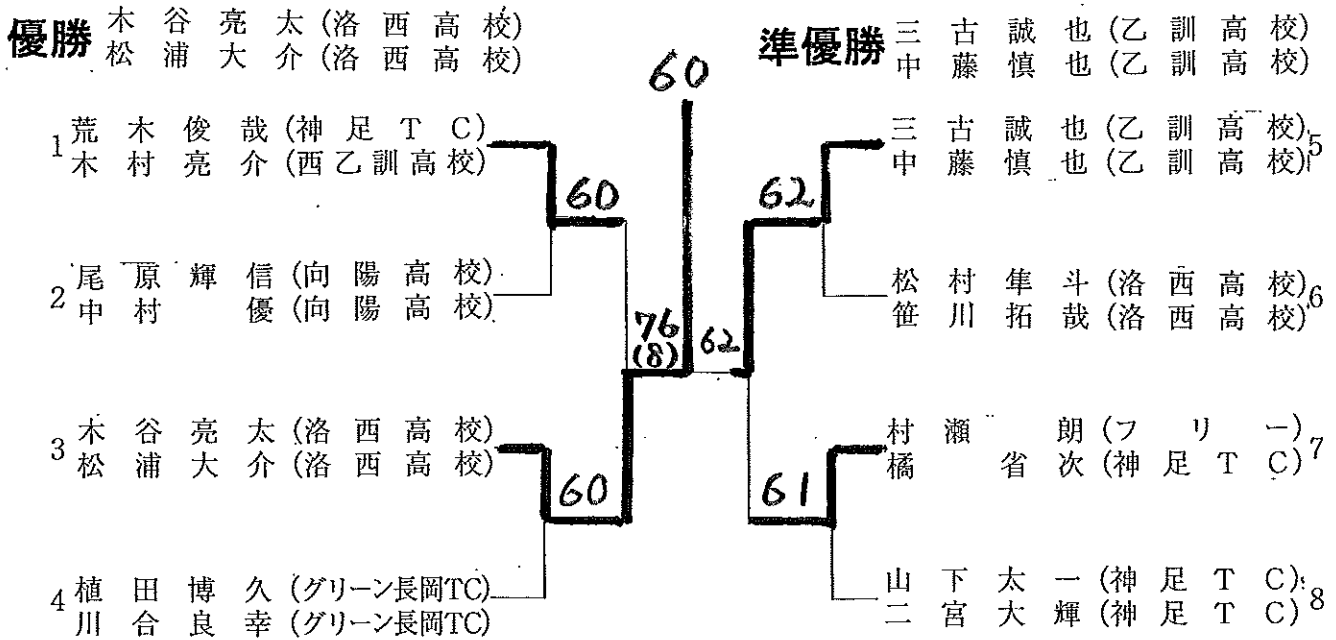 優勝 木谷亮太(洛西高校)
松浦大介(洛西高校)
準優勝 三古誠也(乙訓高校)
中藤慎也(乙訓高校)
60
1 荒木俊哉(神足TC)
木村亮介(西乙訓高校)
60
2 尾原輝信(向陽高校)
中村優(向陽高校)
76
(8)
3 木谷亮太(洛西高校)
松浦大介(洛西高校)
60
4 植田博久(グリーン長岡TC)
川合良幸(グリーン長岡TC)
三古誠也(乙訓高校) 5
中藤慎也(乙訓高校)
62
松村隼斗(洛西高校) 6
笹川拓哉(洛西高校)
62
村瀬朗(フリー) 7
橘省次(神足TC)
61
山下太一(神足TC) 8
二宮大輝(神足TC)